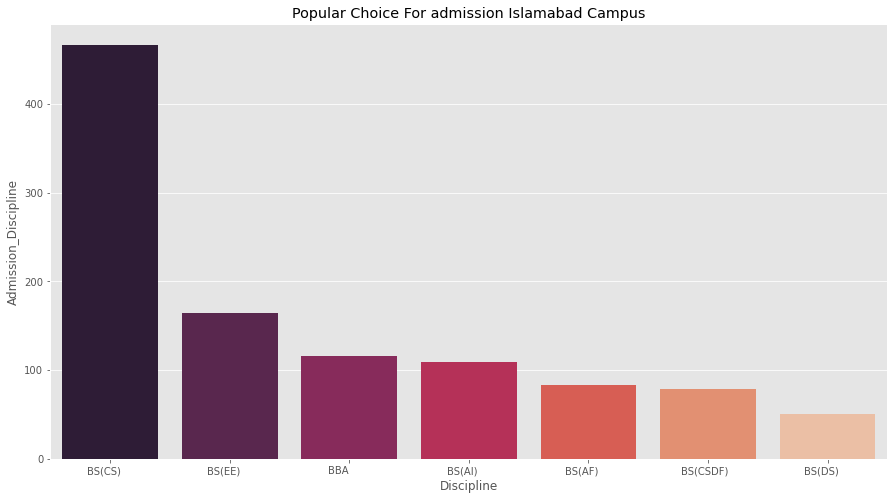 Popular Choice For admission Islamabad Campus
Admission_Discipline
400
300
200
100
0
BS(CS) BS(EE) BBA BS(AI) BS(AF) BS(CSDF) BS(DS)
Discipline